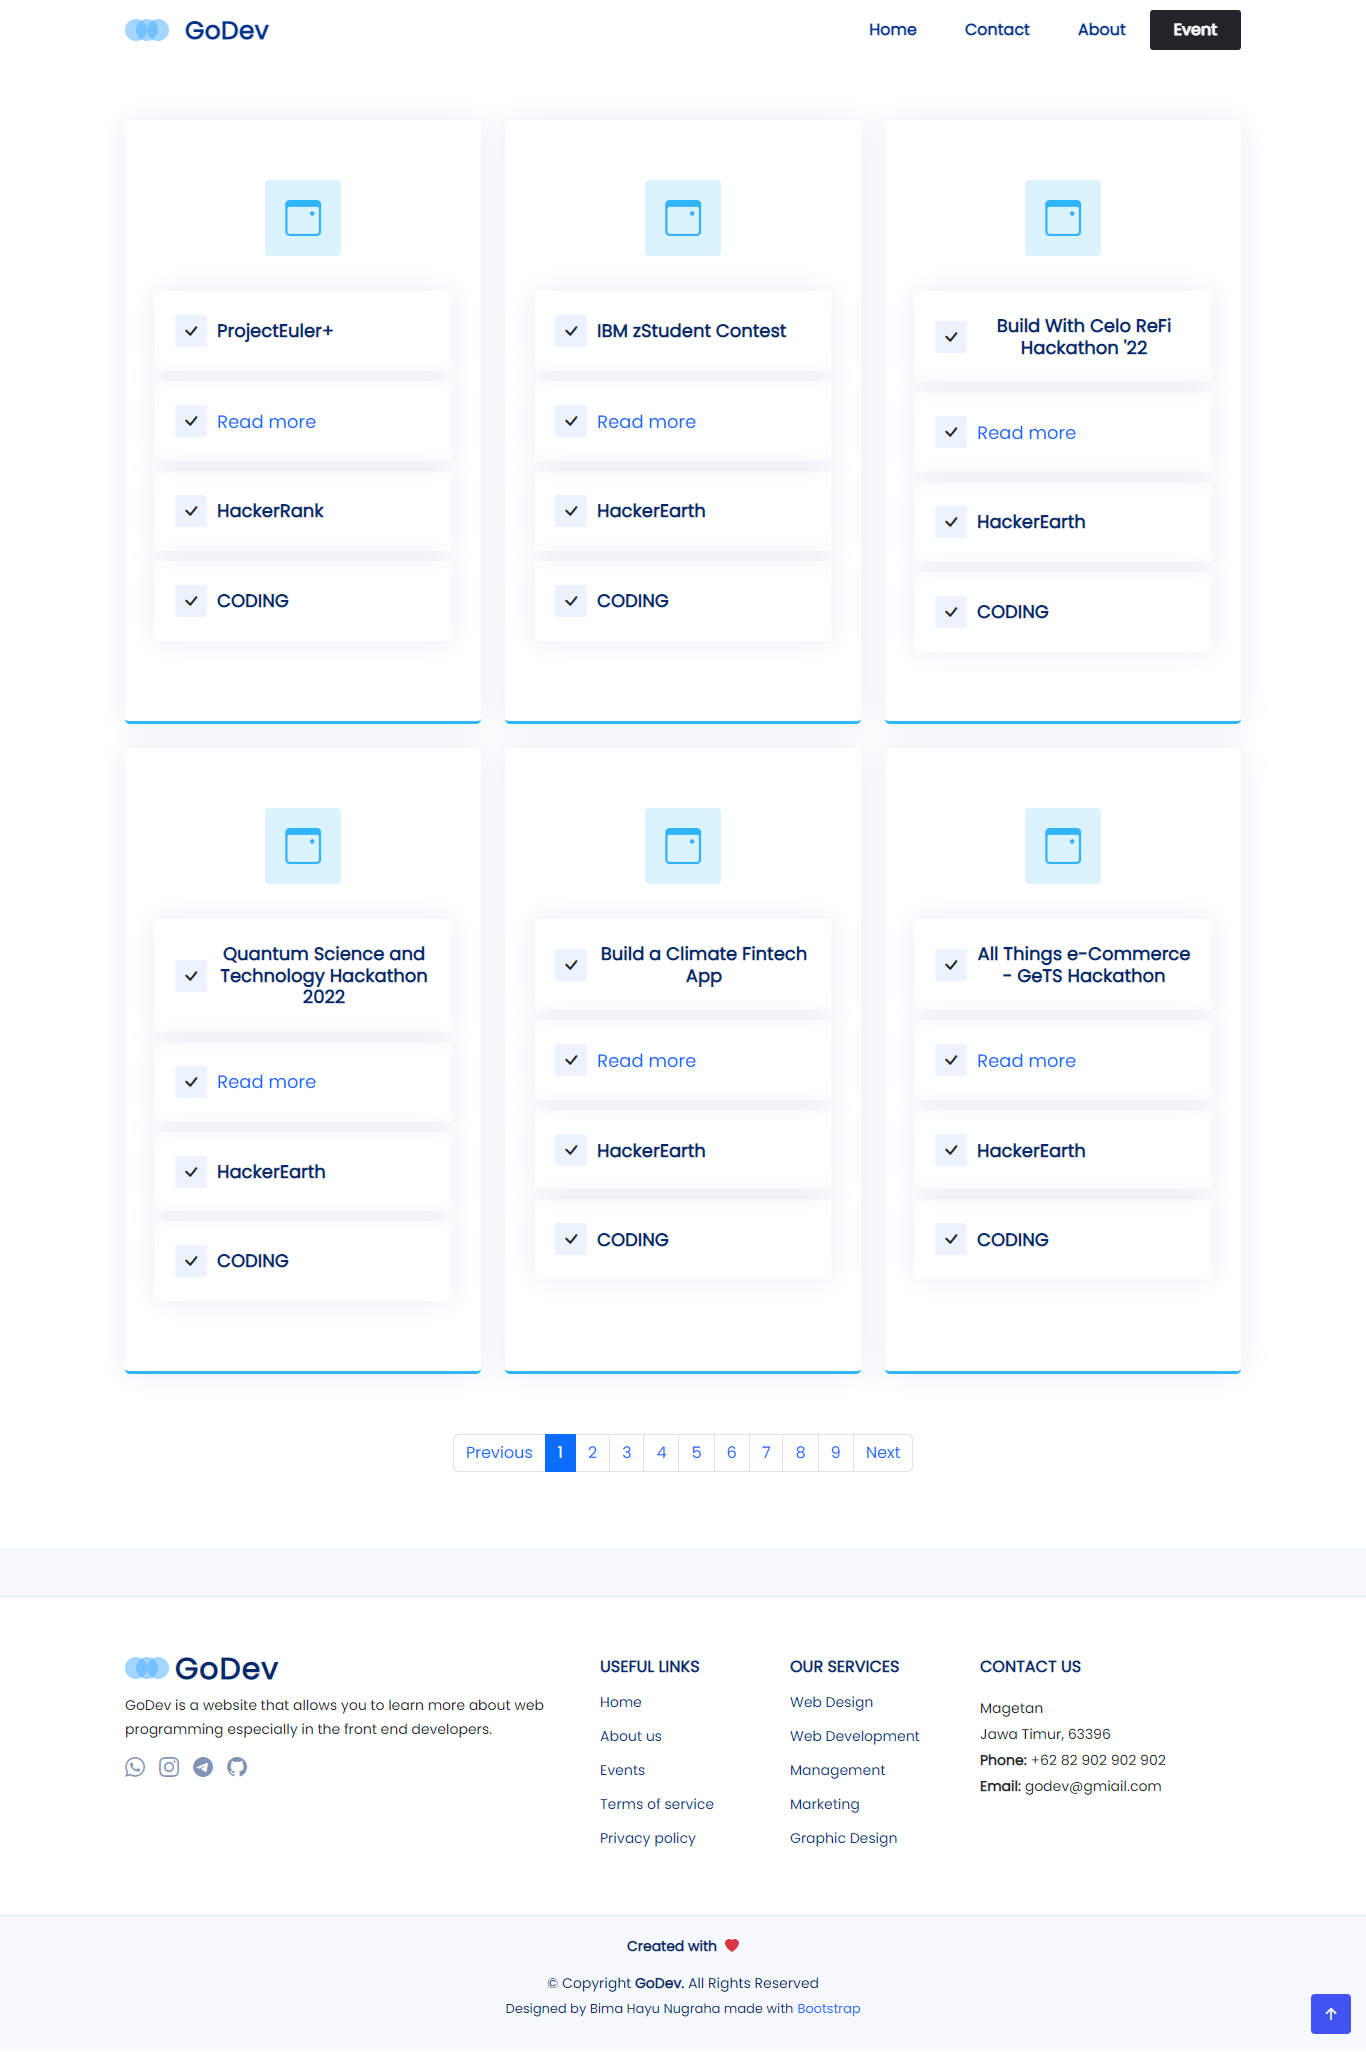 GoDev
Home
Contact
About
Event
ProjectEuler+
Read more
HackerRank
CODING
IBM zStudent Contest
Read more
HackerEarth
CODING
Build With Celo ReFi
Hackathon '22
Read more
HackerEarth
CODING
Quantum Science and
Technology Hackathon
2022
Read more
HackerEarth
CODING
Build a Climate Fintech
App
Read more
HackerEarth
CODING
All Things e-Commerce
- GeTS Hackathon
Read more
HackerEarth
CODING
Previous 1 2 3 4 5 6 7 8 9 Next
GoDev
GoDev is a website that allows you to learn more about web
programming especially in the front end developers.
USEFUL LINKS
Home
About us
Events
Terms of service
Privacy policy
OUR SERVICES
Web Design
Web Development
Management
Marketing
Graphic Design
CONTACT US
Magetan
Jawa Timur, 63396
Phone: +62 82 902 902 902
Email: godev@gmiail.com
Created with
© Copyright GoDev. All Rights Reserved
Designed by Bima Hayu Nugraha made with Bootstrap